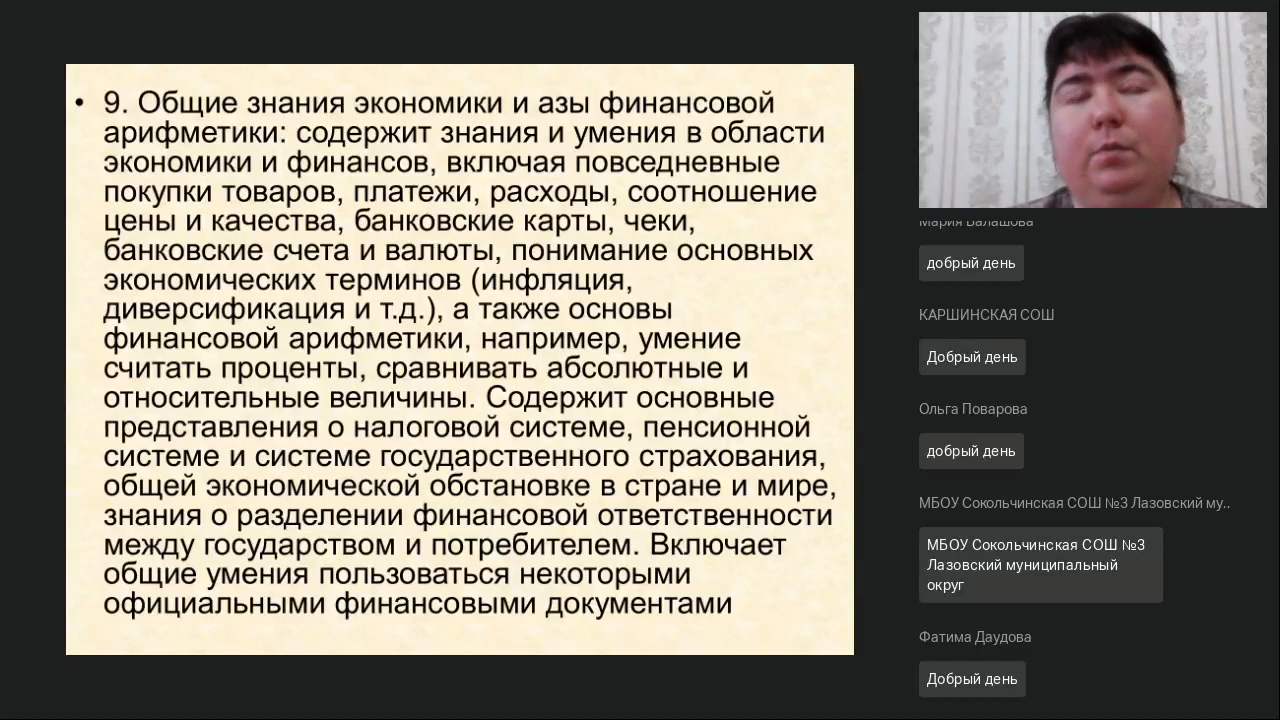 • 9. Общие знания экономики и азы финансовой
арифметики: содержит знания и умения в области
экономики и финансов, включая повседневные
покупки товаров, платежи, расходы, соотношение
цены и качества, банковские карты, чеки,
банковские счета и валюты, понимание основных
экономических терминов (инфляция,
диверсификация и т.д.), а также основы
финансовой арифметики, например, умение
считать проценты, сравнивать абсолютные и
относительные величины. Содержит основные
представления о налоговой системе, пенсионной
системе и системе государственного страхования,
общей экономической обстановке в стране и мире,
знания о разделении финансовой ответственности
между государством и потребителем. Включает
общие умения пользоваться некоторыми
официальными финансовыми документами
Мария Балашова
добрый день
КАРШИНСКАЯ СОШ
Добрый день
Ольга Поварова
добрый день
МБОУ Сокольчинская СОШ №3 Лазовский му..
МБОУ Сокольчинская СОШ №3
Лазовский муниципальный
округ
Фатима Даудова
Добрый день